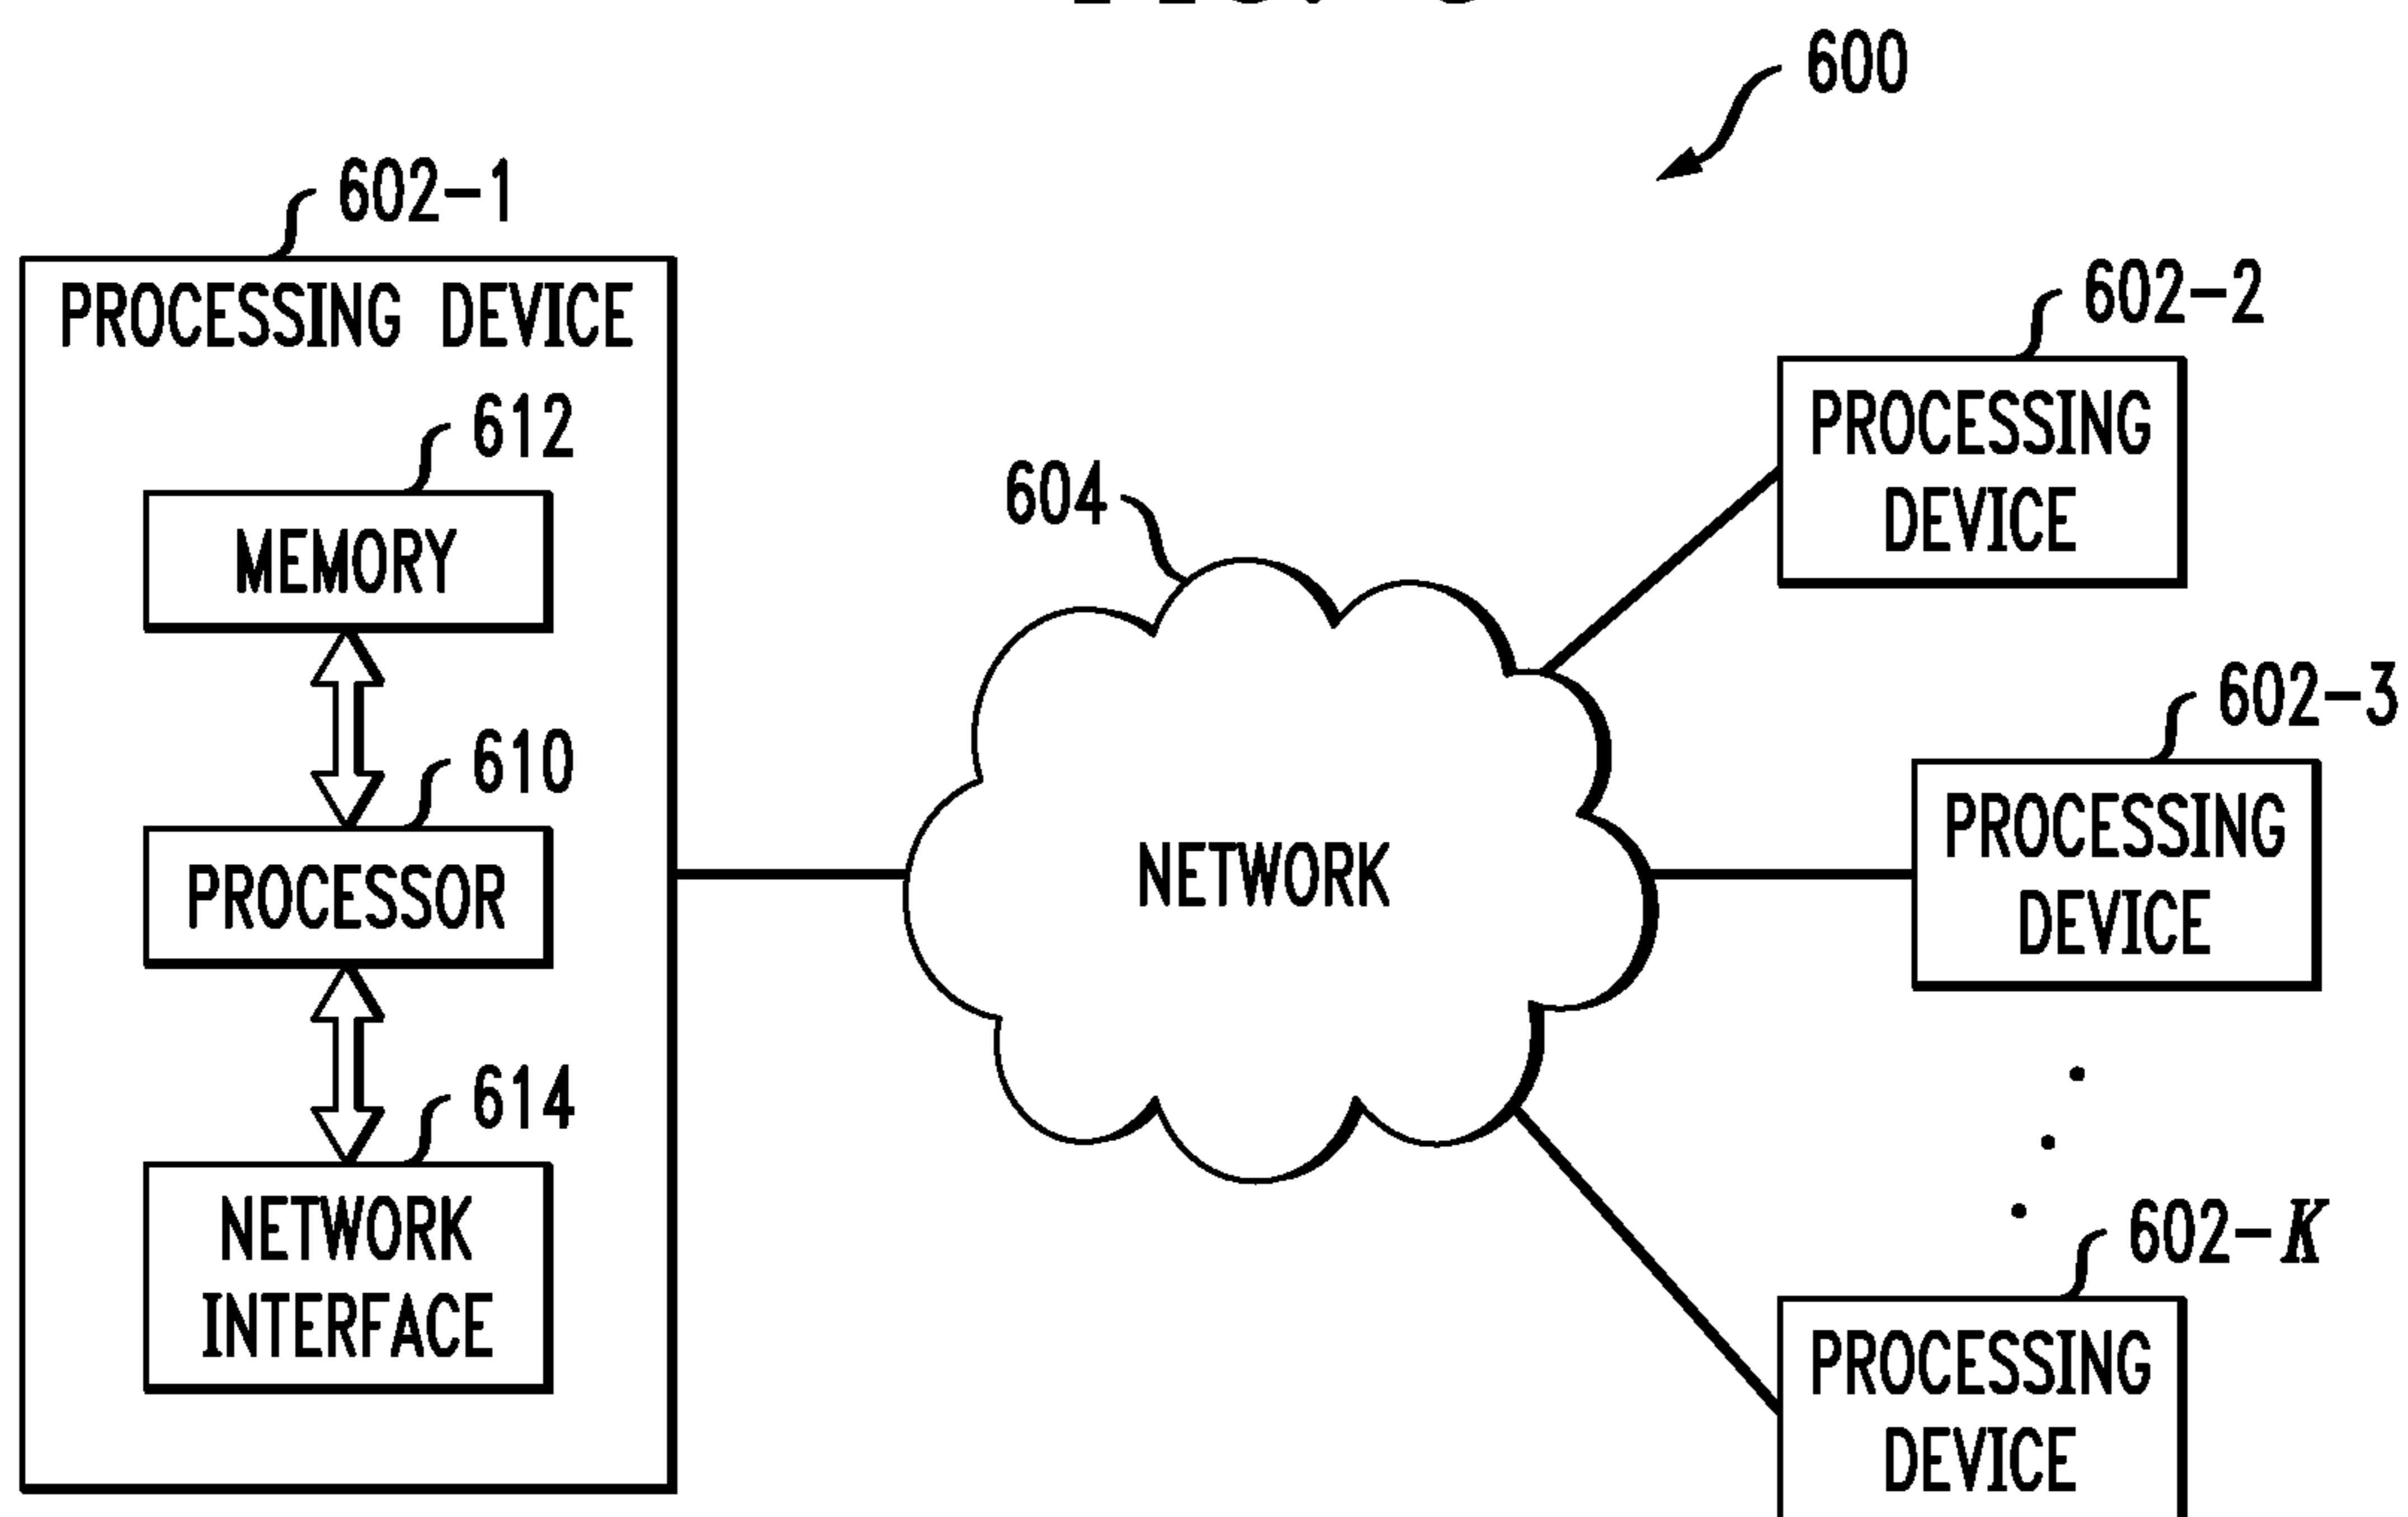 600
602-1
PROCESSING DEVICE
612
MEMORY
610
PROCESSOR
614
NETWORK
INTERFACE
604
NETWORK
602-2
PROCESSING
DEVICE
602-3
PROCESSING
DEVICE
602-K
PROCESSING
DEVICE